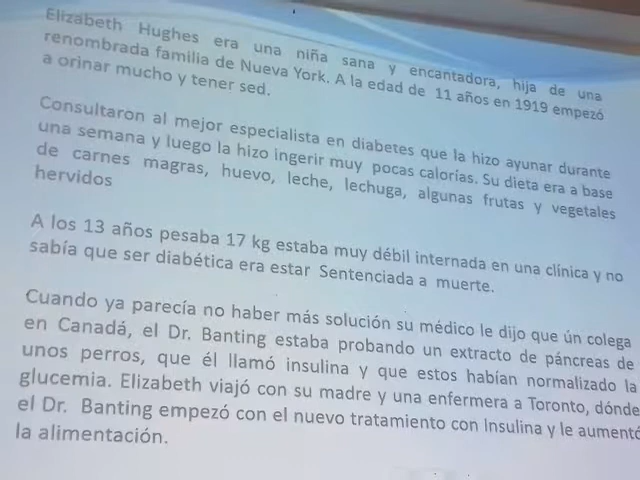 Elizabeth Hughes era una niña sana y encantadora, hija de una
renombrada familia de Nueva York. A la edad de 11 años en 1919 empezó
a orinar mucho y tener sed.
Consultaron al mejor especialista en diabetes que la hizo ayunar durante
una semana y luego la hizo ingerir muy pocas calorías. Su dieta era a base
de carnes magras, huevo, leche, lechuga, algunas frutas y vegetales
hervidos
A los 13 años pesaba 17 kg estaba muy débil internada en una clínica y no
sabía que ser diabética era estar Sentenciada a muerte.
Cuando ya parecía no haber más solución su médico le dijo que ún colega
en Canadá, el Dr. Banting estaba probando un extracto de páncreas de
unos perros, que él llamó insulina y que estos habían normalizado la
glucemia. Elizabeth viajó con su madre y una enfermera a Toronto, dónde
el Dr. Banting empezó con el nuevo tratamiento con Insulina y le aumentó
la alimentación.